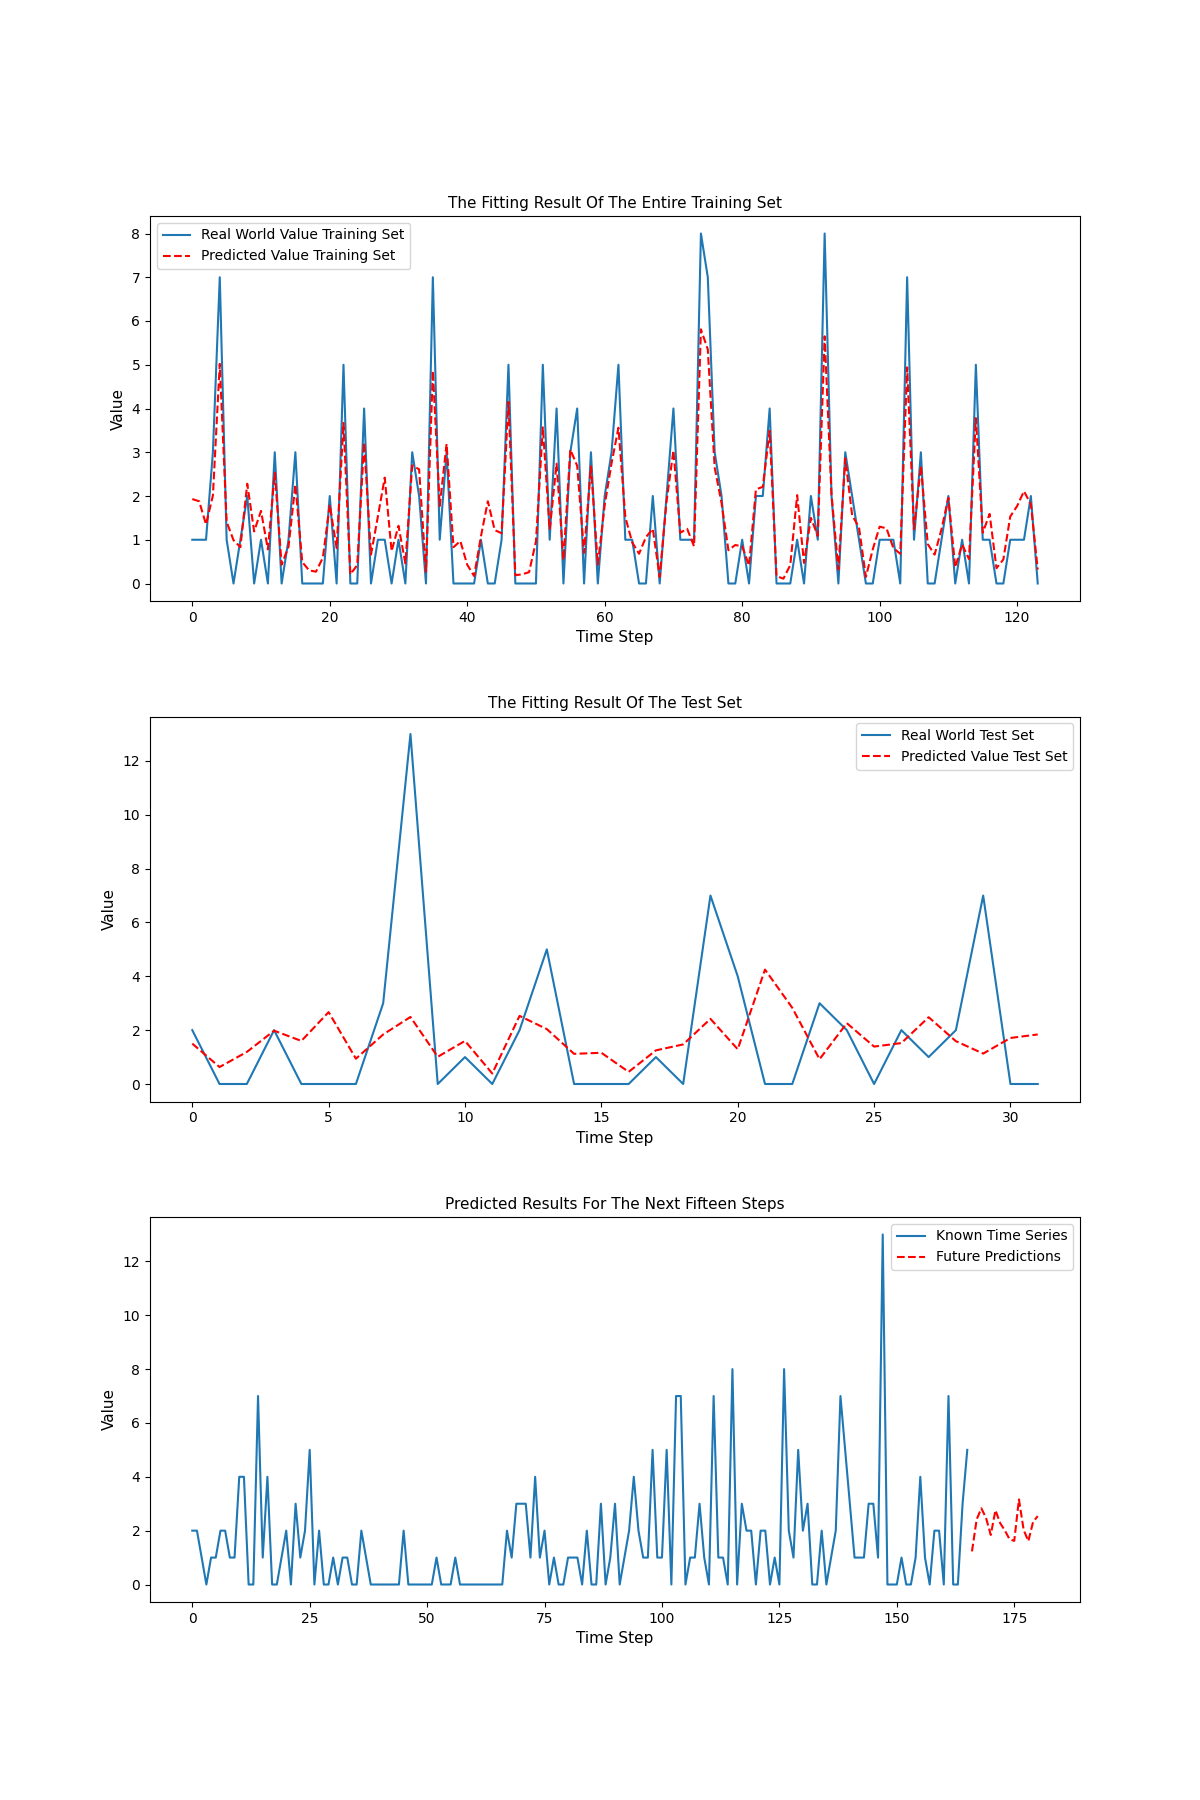 The Fitting Result Of The Entire Training Set
Real World Value Training Set
Predicted Value Training Set
8
7
6
5
4
3
2
1
0
Value
0 20 40 60 80 100 120
Time Step
The Fitting Result Of The Test Set
Real World Test Set
Predicted Value Test Set
12
10
8
6
4
2
0
Value
0 5 10 15 20 25 30
Time Step
Predicted Results For The Next Fifteen Steps
Known Time Series
Future Predictions
12
10
8
6
4
2
0
Value
0 25 50 75 100 125 150 175
Time Step